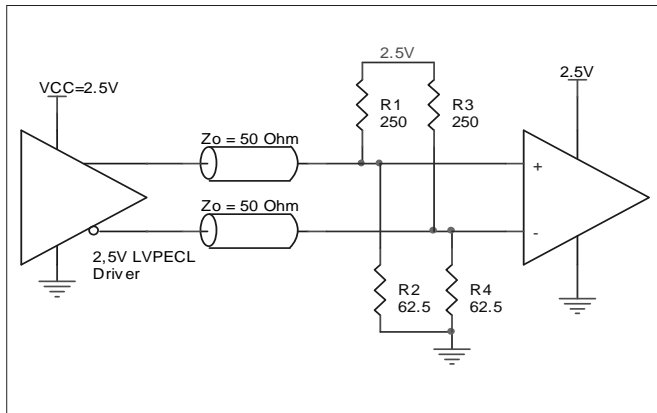 2.5V
VCC=2.5V
2.5V
R1
250
R3
250
Zo = 50 Ohm
+
Zo = 50 Ohm
-
2,5V LVPECL
Driver
R2
62.5
R4
62.5